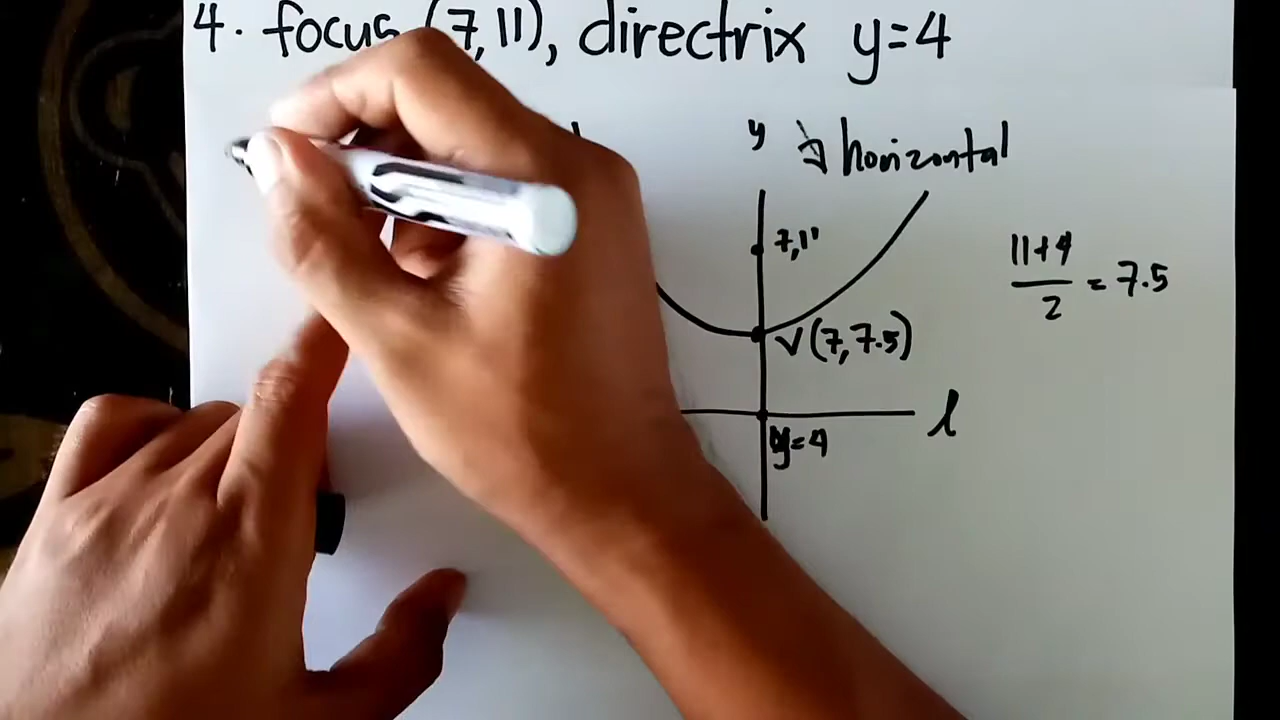 4. focus (7,11), directrix y=4
y horizontal
7,11
11+4
2
= 7.5
V(7,7.5)
l
y=4